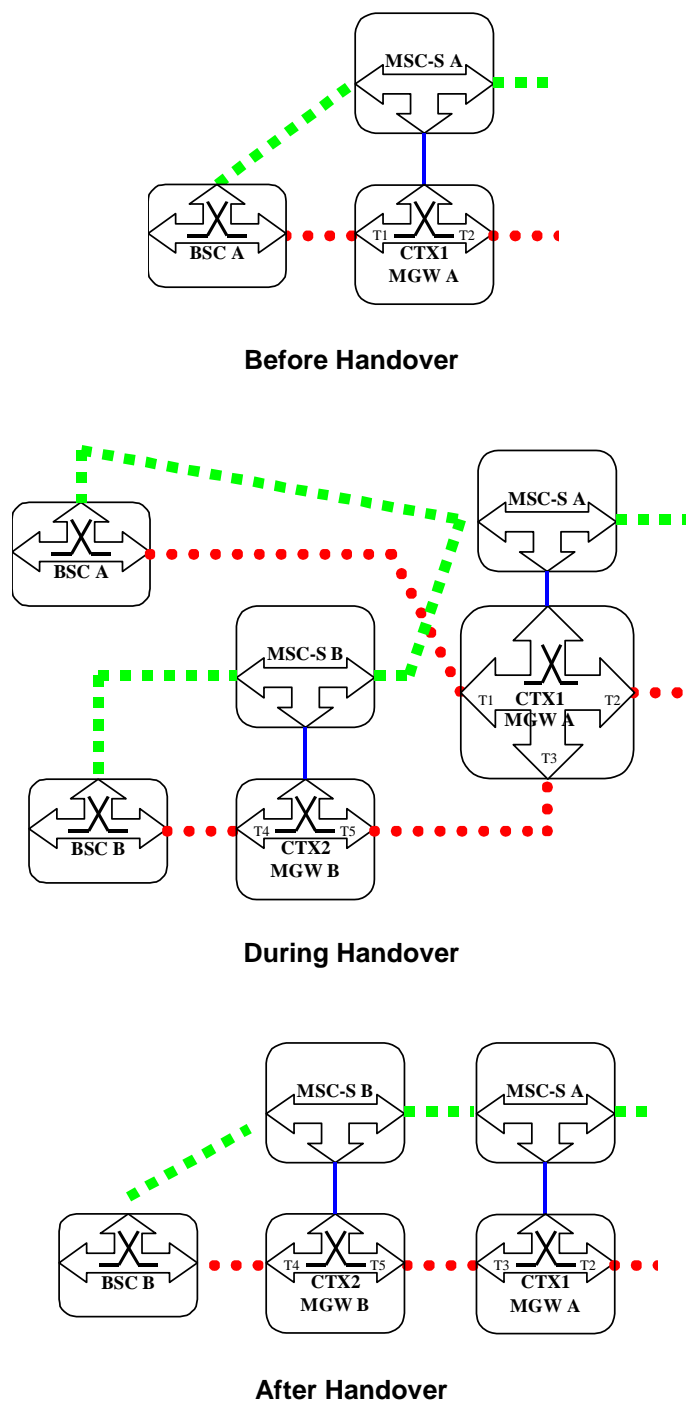 MSC-S A
BSC A
T1
T2
CTX1
MGW A
Before Handover
MSC-S A
BSC A
MSC-S B
T1
CTX1
T2
MGW A
T3
BSC B
T4
T5
CTX2
MGW B
During Handover
MSC-S B
MSC-S A
BSC B
T4
T5
CTX2
MGW B
T3
T2
CTX1
MGW A
After Handover